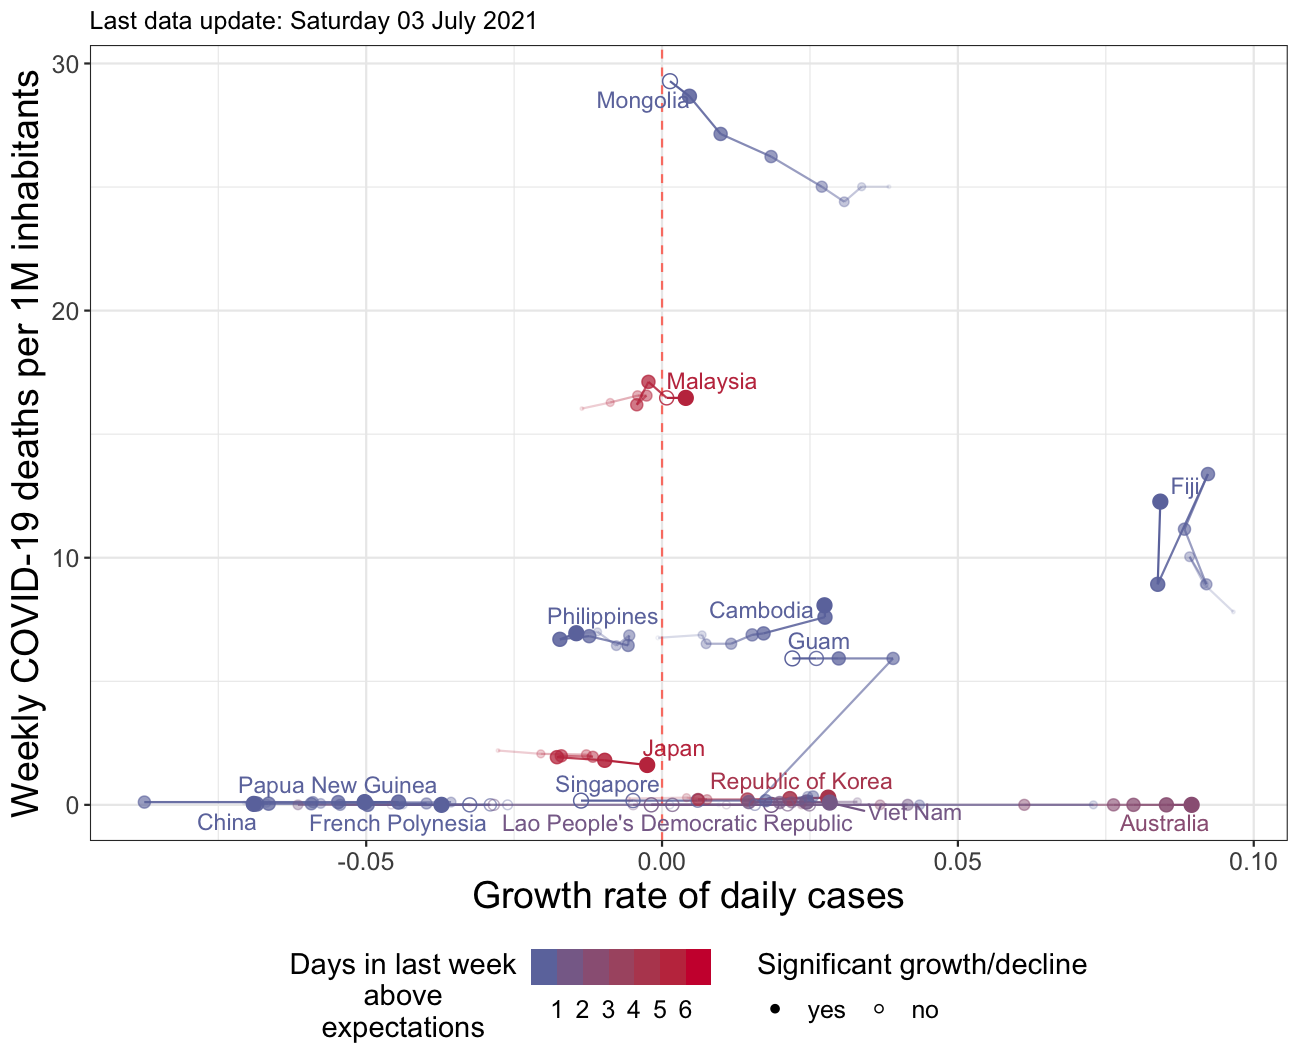 Last data update: Saturday 03 July 2021
Weekly COVID-19 deaths per 1M inhabitants
30
20
10
0
Mongolia
Malaysia
Fiji
Philippines
Cambodia
Guam
Japan
Papua New Guinea
Singapore
Republic of Korea
China
French Polynesia
Lao People's Democratic Republic
Viet Nam
Australia
-0.05
0.00
0.05
0.10
Growth rate of daily cases
Days in last week
above
expectations
1 2 3 4 5 6
Significant growth/decline
yes
no